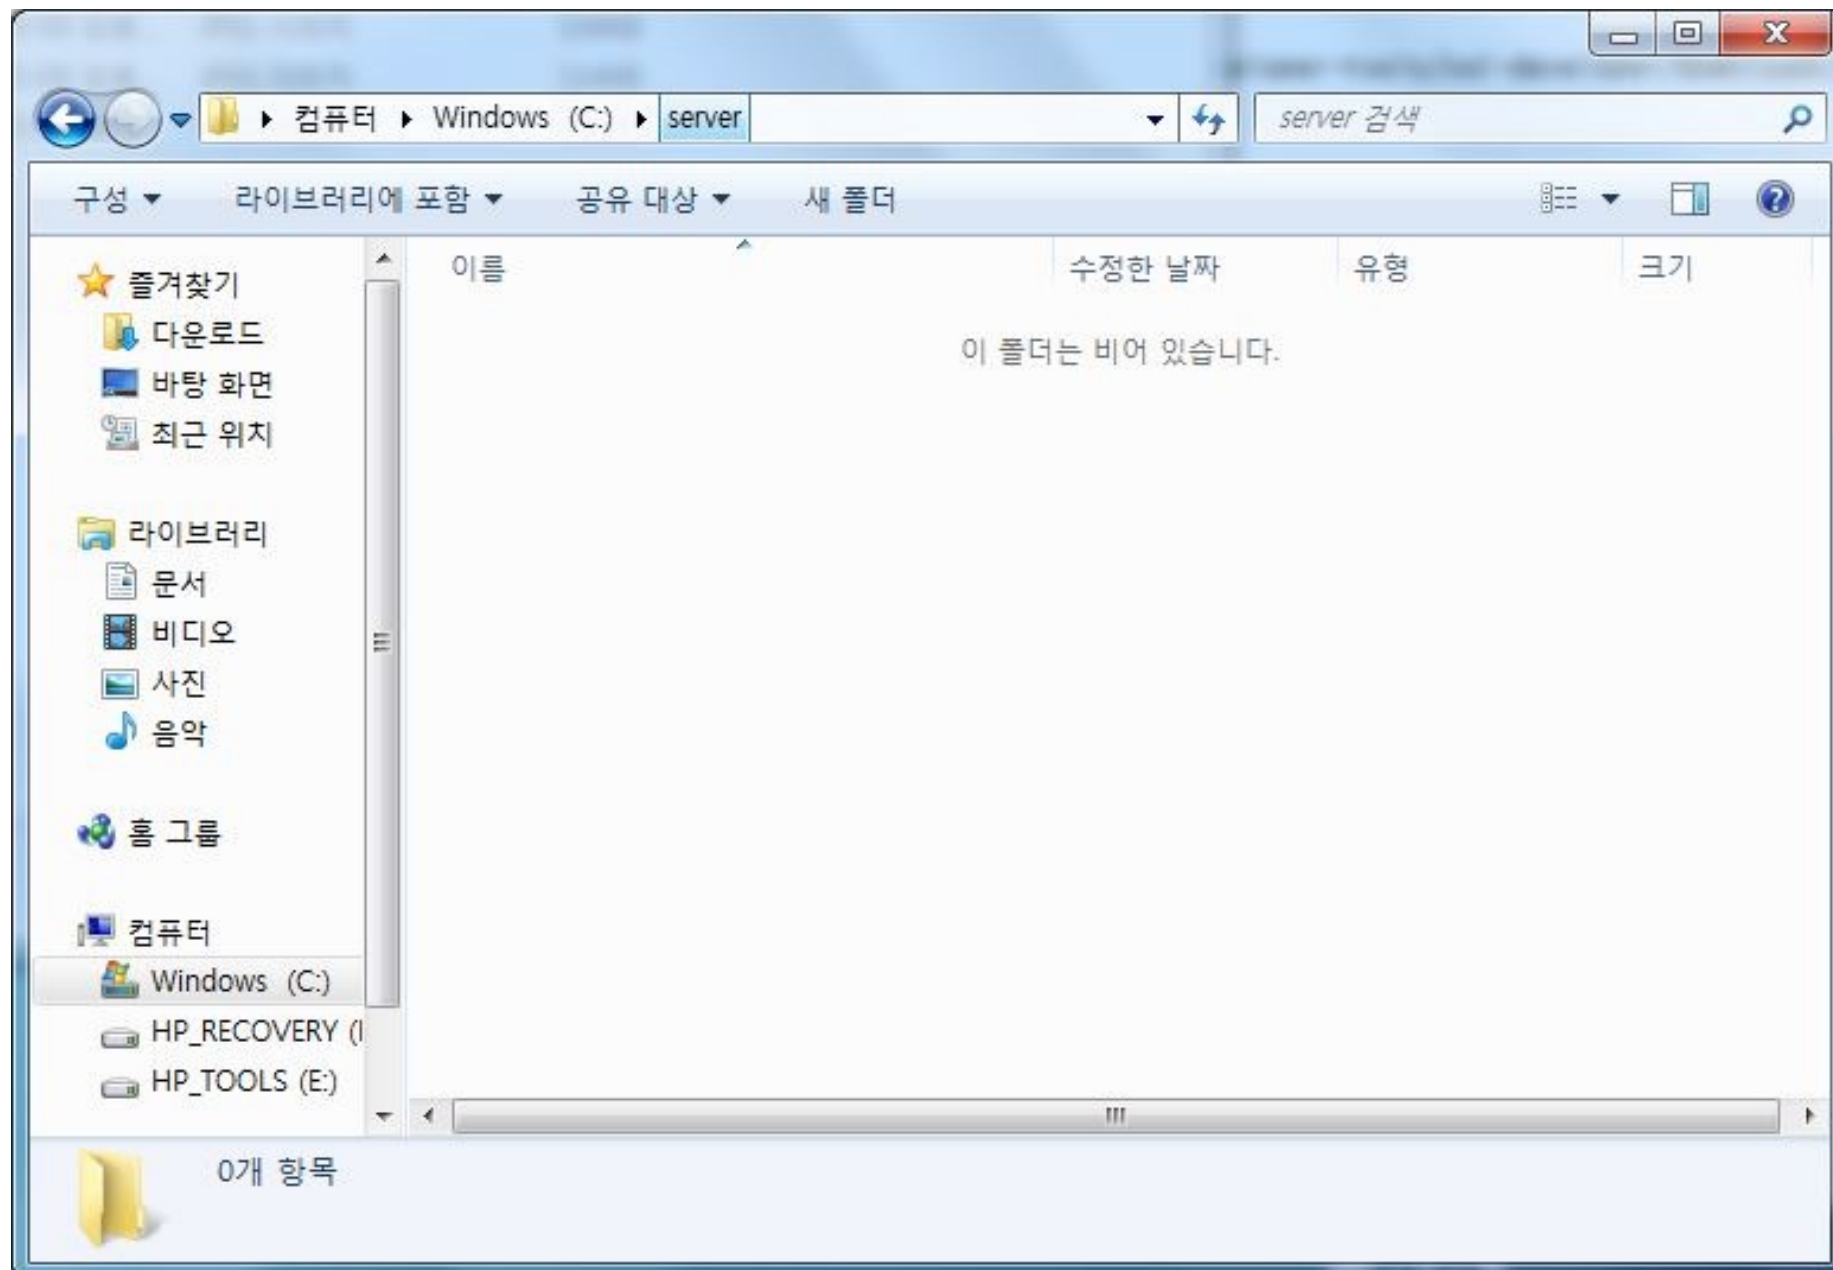 컴퓨터 Windows (C:) server server 검색
구성 라이브러리에 포함 공유 대상 새 폴더
이름 수정한 날짜 유형 크기
이 폴더는 비어 있습니다.
즐겨찾기
다운로드
바탕 화면
최근 위치
라이브러리
문서
비디오
사진
음악
홈 그룹
컴퓨터
Windows (C:)
HP_RECOVERY (
HP_TOOLS (E:)
0개 항목